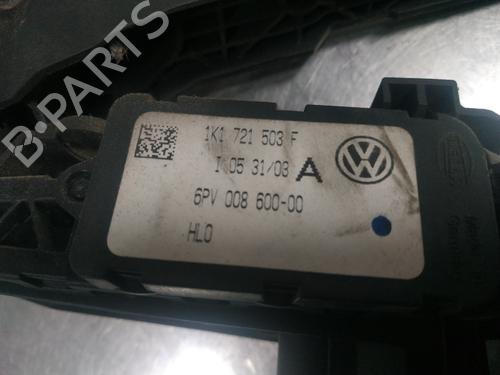 B-PARTS
1K1 721 503 F
I 05 31/03 A
6PV 008 600-00
HLO